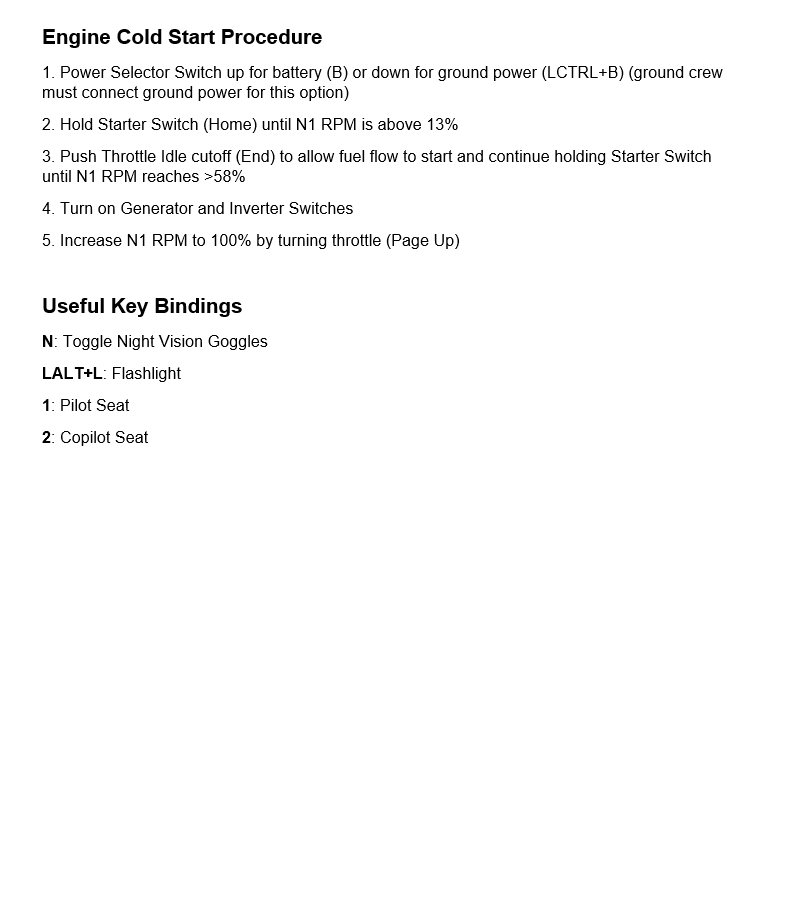 Engine Cold Start Procedure
1. Power Selector Switch up for battery (B) or down for ground power (LCTRL+B) (ground crew
must connect ground power for this option)
2. Hold Starter Switch (Home) until N1 RPM is above 13%
3. Push Throttle Idle cutoff (End) to allow fuel flow to start and continue holding Starter Switch
until N1 RPM reaches >58%
4. Turn on Generator and Inverter Switches
5. Increase N1 RPM to 100% by turning throttle (Page Up)
Useful Key Bindings
N: Toggle Night Vision Goggles
LALT+L: Flashlight
1: Pilot Seat
2: Copilot Seat